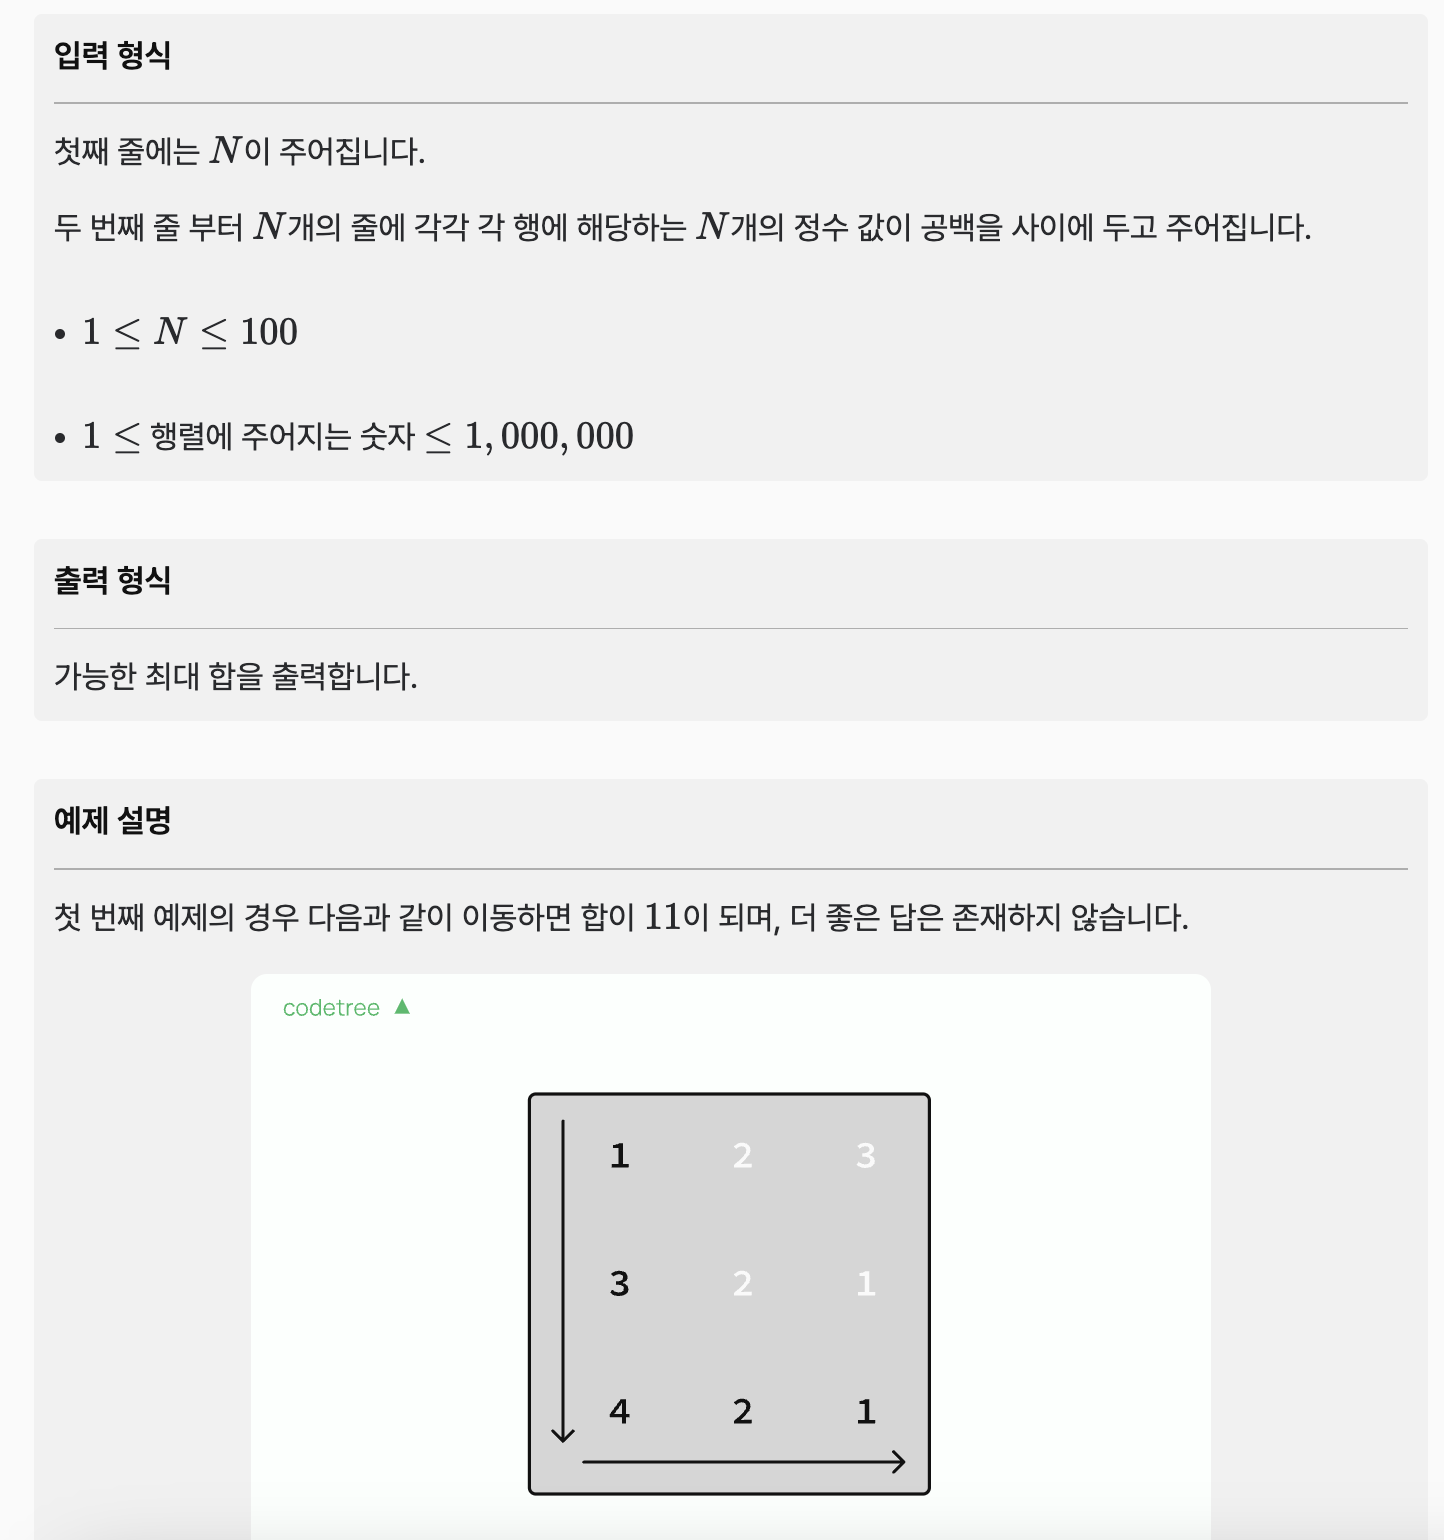 입력 형식
첫째 줄에는 N이 주어집니다.
두 번째 줄 부터 N개의 줄에 각각 각 행에 해당하는 N개의 정수 값이 공백을 사이에 두고 주어집니다.
• 1 ≤ N ≤ 100
• 1 ≤ 행렬에 주어지는 숫자 ≤ 1,000,000
출력 형식
가능한 최대 합을 출력합니다.
예제 설명
첫 번째 예제의 경우 다음과 같이 이동하면 합이 11이 되며, 더 좋은 답은 존재하지 않습니다.
codetree
1 2 3
3 2 1
4 2 1